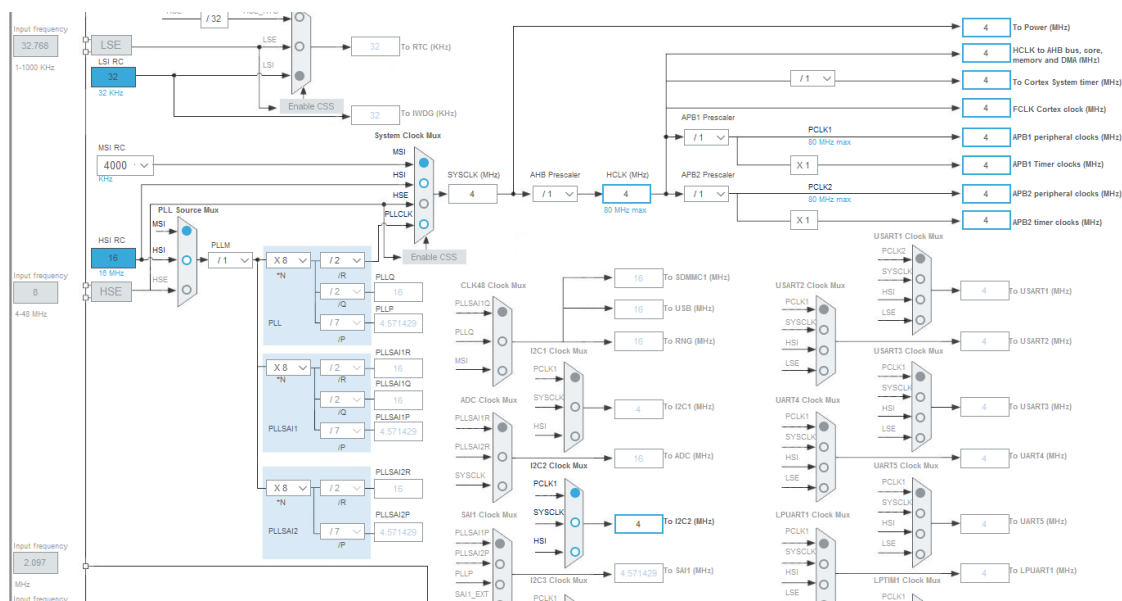 / 32
Input frequency
32.768
1-1000 KHz
LSE
LSI RC
32
32 KHz
LSE
LSI
32
To RTC (KHz)
Enable CSS
32
To IWDG (KHz)
System Clock Mux
MSI RC
4000
KHz
MSI
HSI
HSE
PLLCLK
SYSCLK (MHz)
4
AHB Prescaler
/ 1
HCLK (MHz)
4
80 MHz max
4
To Power (MHz)
4
HCLK to AHB bus, core,
memory and DMA (MHz)
/ 1
4
To Cortex System timer (MHz)
4
FCLK Cortex clock (MHz)
APB1 Prescaler
/ 1
PCLK1
80 MHz max
4
APB1 peripheral clocks (MHz)
X 1
4
APB1 Timer clocks (MHz)
APB2 Prescaler
/ 1
PCLK2
80 MHz max
4
APB2 peripheral clocks (MHz)
X 1
4
APB2 timer clocks (MHz)
PLL Source Mux
MSI
HSI
HSE
HSI RC
16
16 MHz
Input frequency
8
4-48 MHz
HSE
PLLM
/ 1
Enable CSS
X 8
*N
/ 2
/R
/ 2
/Q
/ 7
/P
PLL
PLLQ
16
PLLP
4.571429
X 8
*N
/ 2
/R
/ 2
/Q
/ 7
/P
PLLSAI1
PLLSAI1R
16
PLLSAI1Q
16
PLLSAI1P
4.571429
X 8
*N
/ 2
/R
/ 7
/P
PLLSAI2
PLLSAI2R
16
PLLSAI2P
4.571429
CLK48 Clock Mux
PLLSAI1Q
PLLQ
MSI
16
To SDMMC1 (MHz)
16
To USB (MHz)
16
To RNG (MHz)
I2C1 Clock Mux
PCLK1
SYSCLK
HSI
4
To I2C1 (MHz)
ADC Clock Mux
PLLSAI1R
PLLSAI2R
SYSCLK
16
To ADC (MHz)
I2C2 Clock Mux
PCLK1
SYSCLK
HSI
4
To I2C2 (MHz)
SAI1 Clock Mux
PLLSAI1P
PLLSAI2P
PLLP
SAI1_EXT
4.571429
To SAI1 (MHz)
I2C3 Clock Mux
PCLK1
USART1 Clock Mux
PCLK2
SYSCLK
HSI
LSE
4
To USART1 (MHz)
USART2 Clock Mux
PCLK1
SYSCLK
HSI
LSE
4
To USART2 (MHz)
USART3 Clock Mux
PCLK1
SYSCLK
HSI
LSE
4
To USART3 (MHz)
UART4 Clock Mux
PCLK1
SYSCLK
HSI
LSE
4
To UART4 (MHz)
UART5 Clock Mux
PCLK1
SYSCLK
HSI
LSE
4
To UART5 (MHz)
LPUART1 Clock Mux
PCLK1
SYSCLK
HSI
LSE
4
To LPUART1 (MHz)
LPTIM1 Clock Mux
PCLK1
Input frequency
2.097
MHz
Input frequency